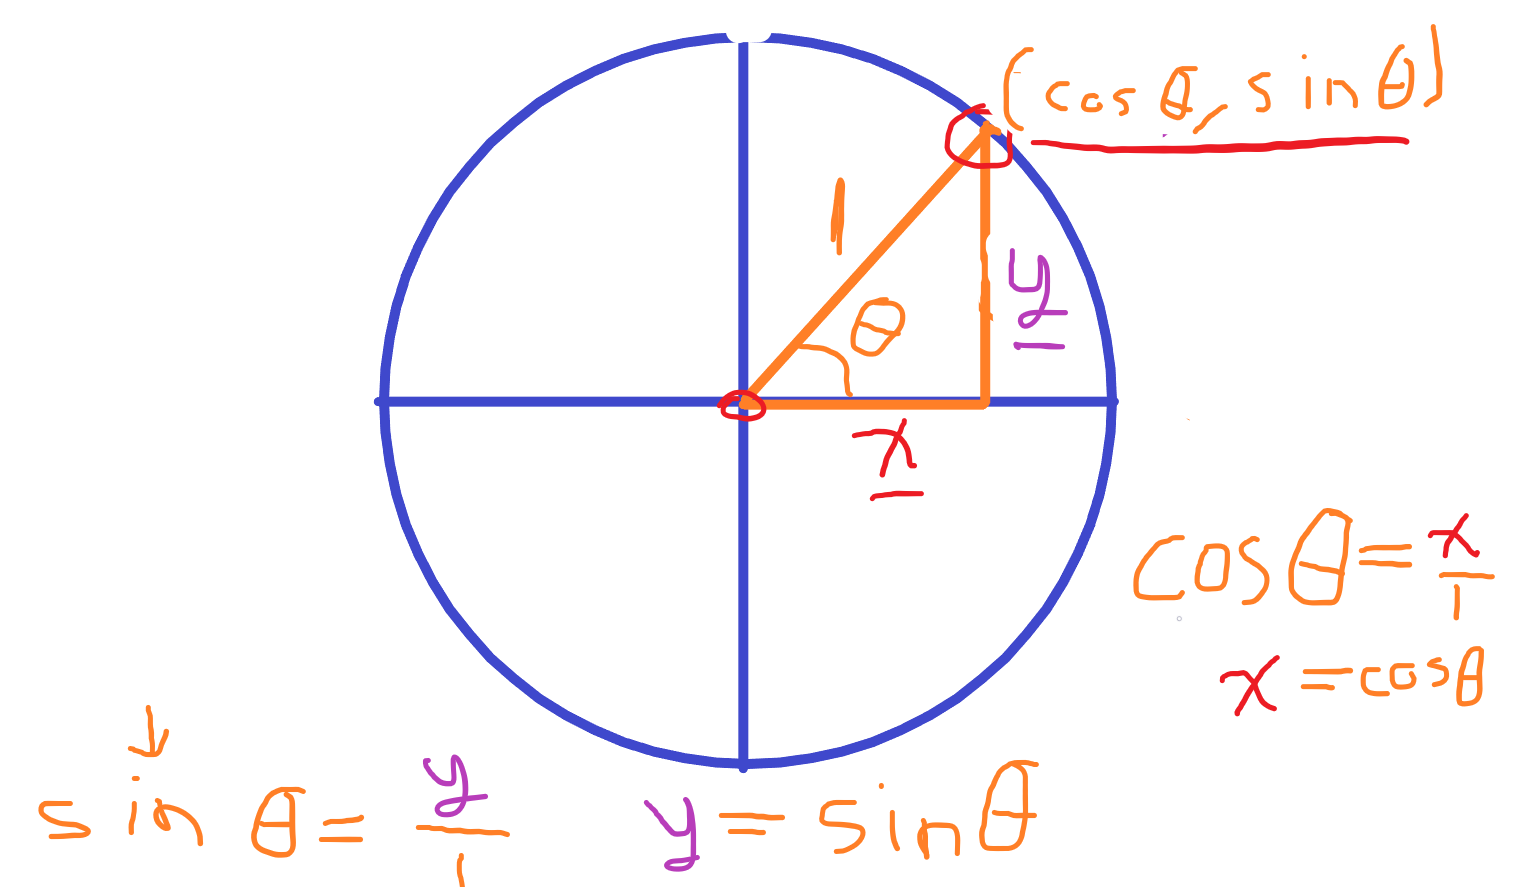 (cos θ, sin θ)
1
θ
y
x
cos θ = x/1
x = cos θ
sin θ = y/1
y = sin θ